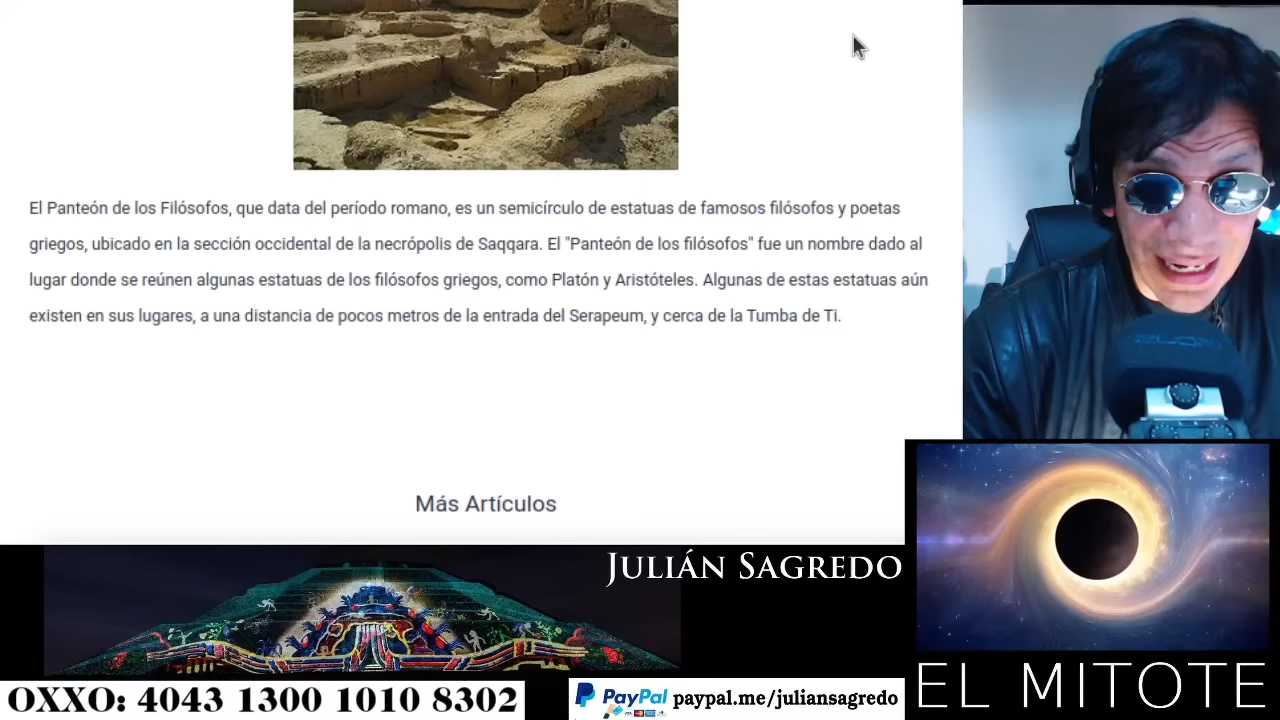 El Panteón de los Filósofos, que data del período romano, es un semicírculo de estatuas de famosos filósofos y poetas
griegos, ubicado en la sección occidental de la necrópolis de Saqqara. El "Panteón de los filósofos" fue un nombre dado al
lugar donde se reúnen algunas estatuas de los filósofos griegos, como Platón y Aristóteles. Algunas de estas estatuas aún
existen en sus lugares, a una distancia de pocos metros de la entrada del Serapeum, y cerca de la Tumba de Ti.
Más Artículos
JULIÁN SAGREDO
OXXO: 4043 1300 1010 8302
PayPal paypal.me/juliansagredo
EL MITOTE